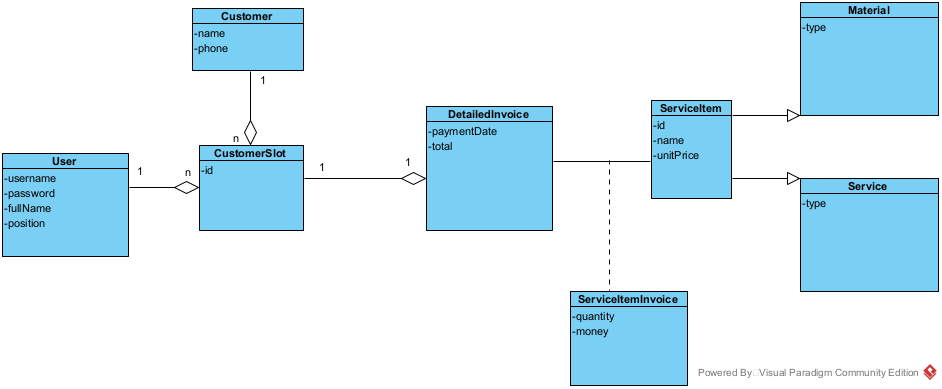 Customer
-name
-phone
1
n
User
-username
-password
-fullName
-position
1
n
CustomerSlot
-id
1
1
DetailedInvoice
-paymentDate
-total
ServiceItem
-id
-name
-unitPrice
Material
-type
Service
-type
ServiceItemInvoice
-quantity
-money
Powered By Visual Paradigm Community Edition